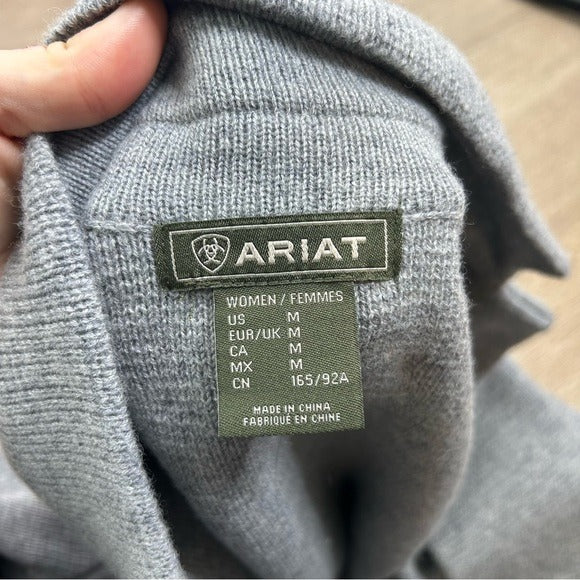 ARIAT
WOMEN / FEMMES
US M
EUR/UK M
CA M
MX M
CN 165/92A
MADE IN CHINA
FABRIQUÉ EN CHINE